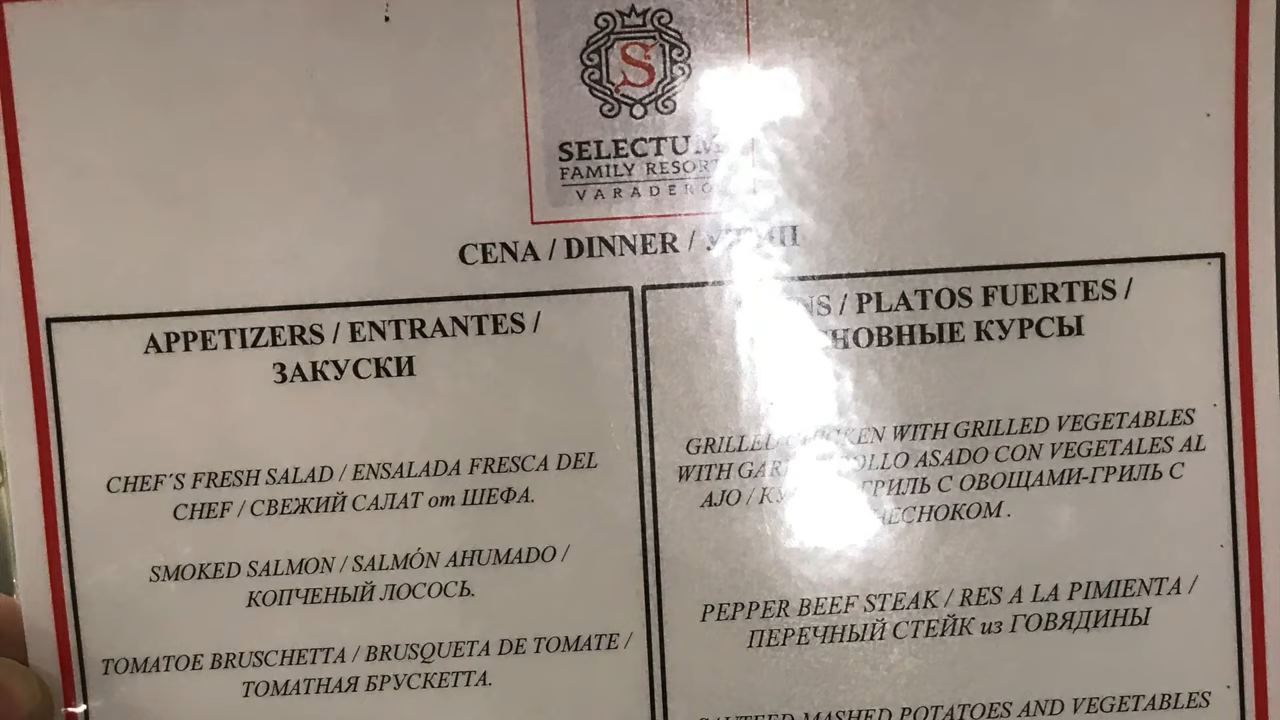 S
SELECTUM
FAMILY RESORT
VARADERO
CENA / DINNER /
APPETIZERS / ENTRANTES /
ЗАКУСКИ
CHEF´S FRESH SALAD / ENSALADA FRESCA DEL
CHEF / СВЕЖИЙ САЛАТ от ШЕФА.
SMOKED SALMON / SALMÓN AHUMADO /
КОПЧЕНЫЙ ЛОСОСЬ.
TOMATOE BRUSCHETTA / BRUSQUETA DE TOMATE /
ТОМАТНАЯ БРУСКЕТТА.
/ PLATOS FUERTES /
КУРСЫ
GRILLED CHICKEN WITH GRILLED VEGETABLES
WITH ASADO CON VEGETALES AL
AJO / ГРИЛЬ С ОВОЩАМИ-ГРИЛЬ С
ЧЕСНОКОМ.
PEPPER BEEF STEAK / RES A LA PIMIENTA /
ПЕРЕЧНЫЙ СТЕЙК из ГОВЯДИНЫ
SAUTEED MASHED POTATOES AND VEGETABLES